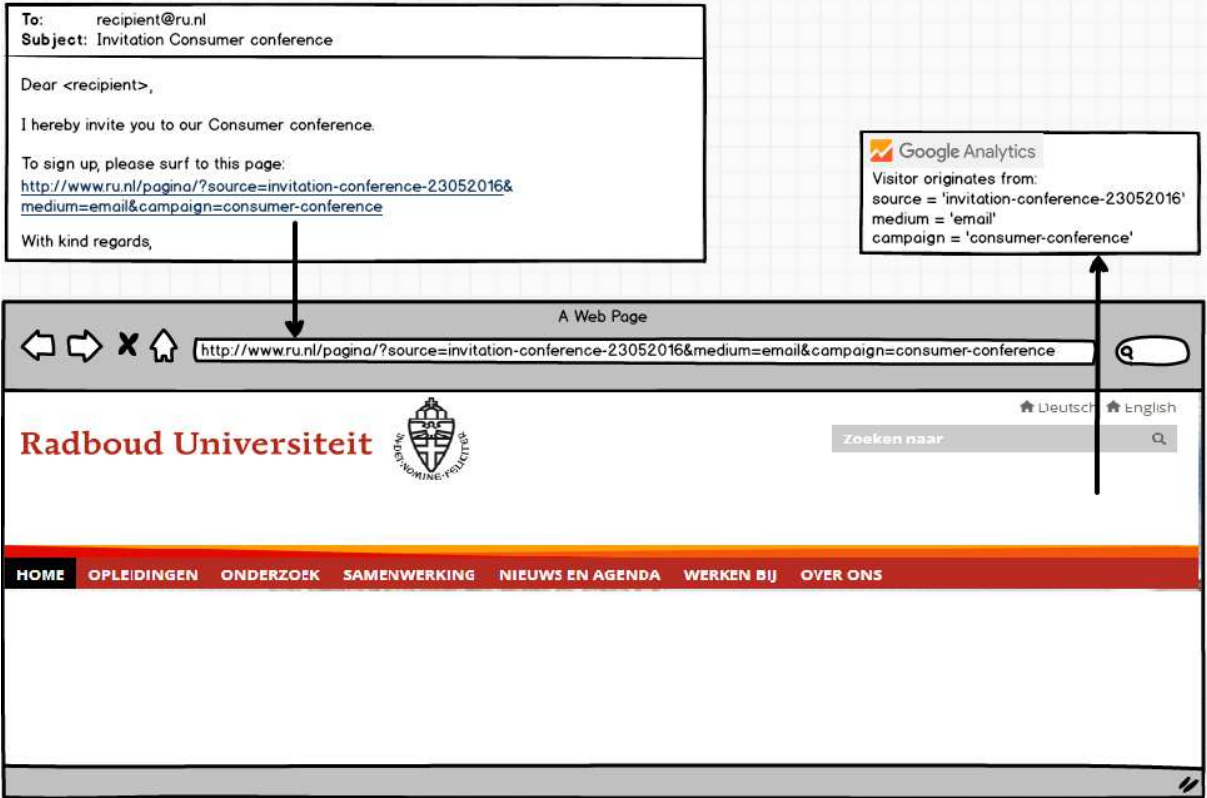 To: recipient@ru.nl
Subject: Invitation Consumer conference
Dear <recipient>,
I hereby invite you to our Consumer conference.
To sign up, please surf to this page:
http://www.ru.nl/pagina/?source=invitation-conference-23052016&
medium=email&campaign=consumer-conference
With kind regards,
Google Analytics
Visitor originates from:
source = 'invitation-conference-23052016'
medium = 'email'
campaign = 'consumer-conference'
A Web Page
http://www.ru.nl/pagina/?source=invitation-conference-23052016&medium=email&campaign=consumer-conference
Deutsch English
Radboud Universiteit
Zoeken naar
IN·DEI·NOMINE·FELICITER
HOME OPLEIDINGEN ONDERZOEK SAMENWERKING NIEUWS EN AGENDA WERKEN BIJ OVER ONS